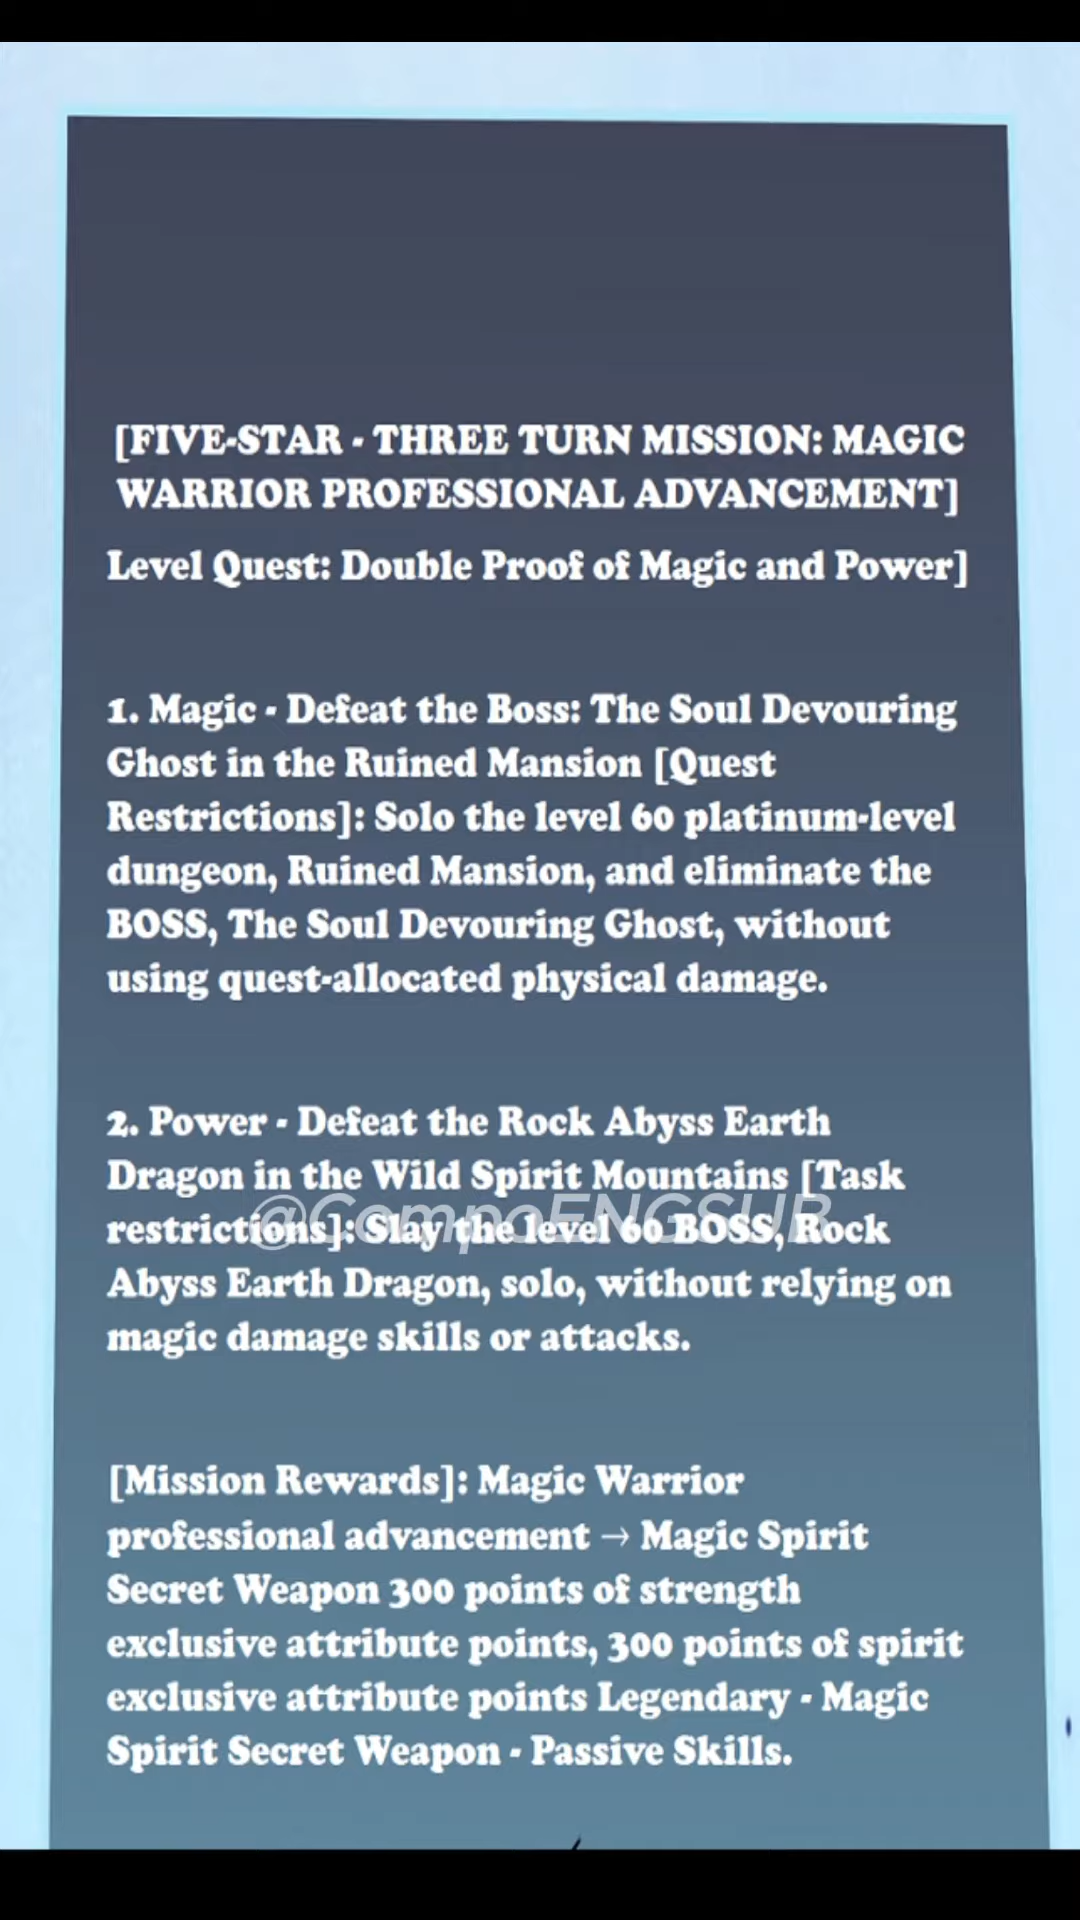 [FIVE-STAR - THREE TURN MISSION: MAGIC
WARRIOR PROFESSIONAL ADVANCEMENT]
Level Quest: Double Proof of Magic and Power]
1. Magic - Defeat the Boss: The Soul Devouring
Ghost in the Ruined Mansion [Quest
Restrictions]: Solo the level 60 platinum-level
dungeon, Ruined Mansion, and eliminate the
BOSS, The Soul Devouring Ghost, without
using quest-allocated physical damage.
2. Power - Defeat the Rock Abyss Earth
Dragon in the Wild Spirit Mountains [Task
@CompoENGSUB
restrictions]: Slay the level 60 BOSS, Rock
Abyss Earth Dragon, solo, without relying on
magic damage skills or attacks.
[Mission Rewards]: Magic Warrior
professional advancement → Magic Spirit
Secret Weapon 300 points of strength
exclusive attribute points, 300 points of spirit
exclusive attribute points Legendary - Magic
Spirit Secret Weapon - Passive Skills.